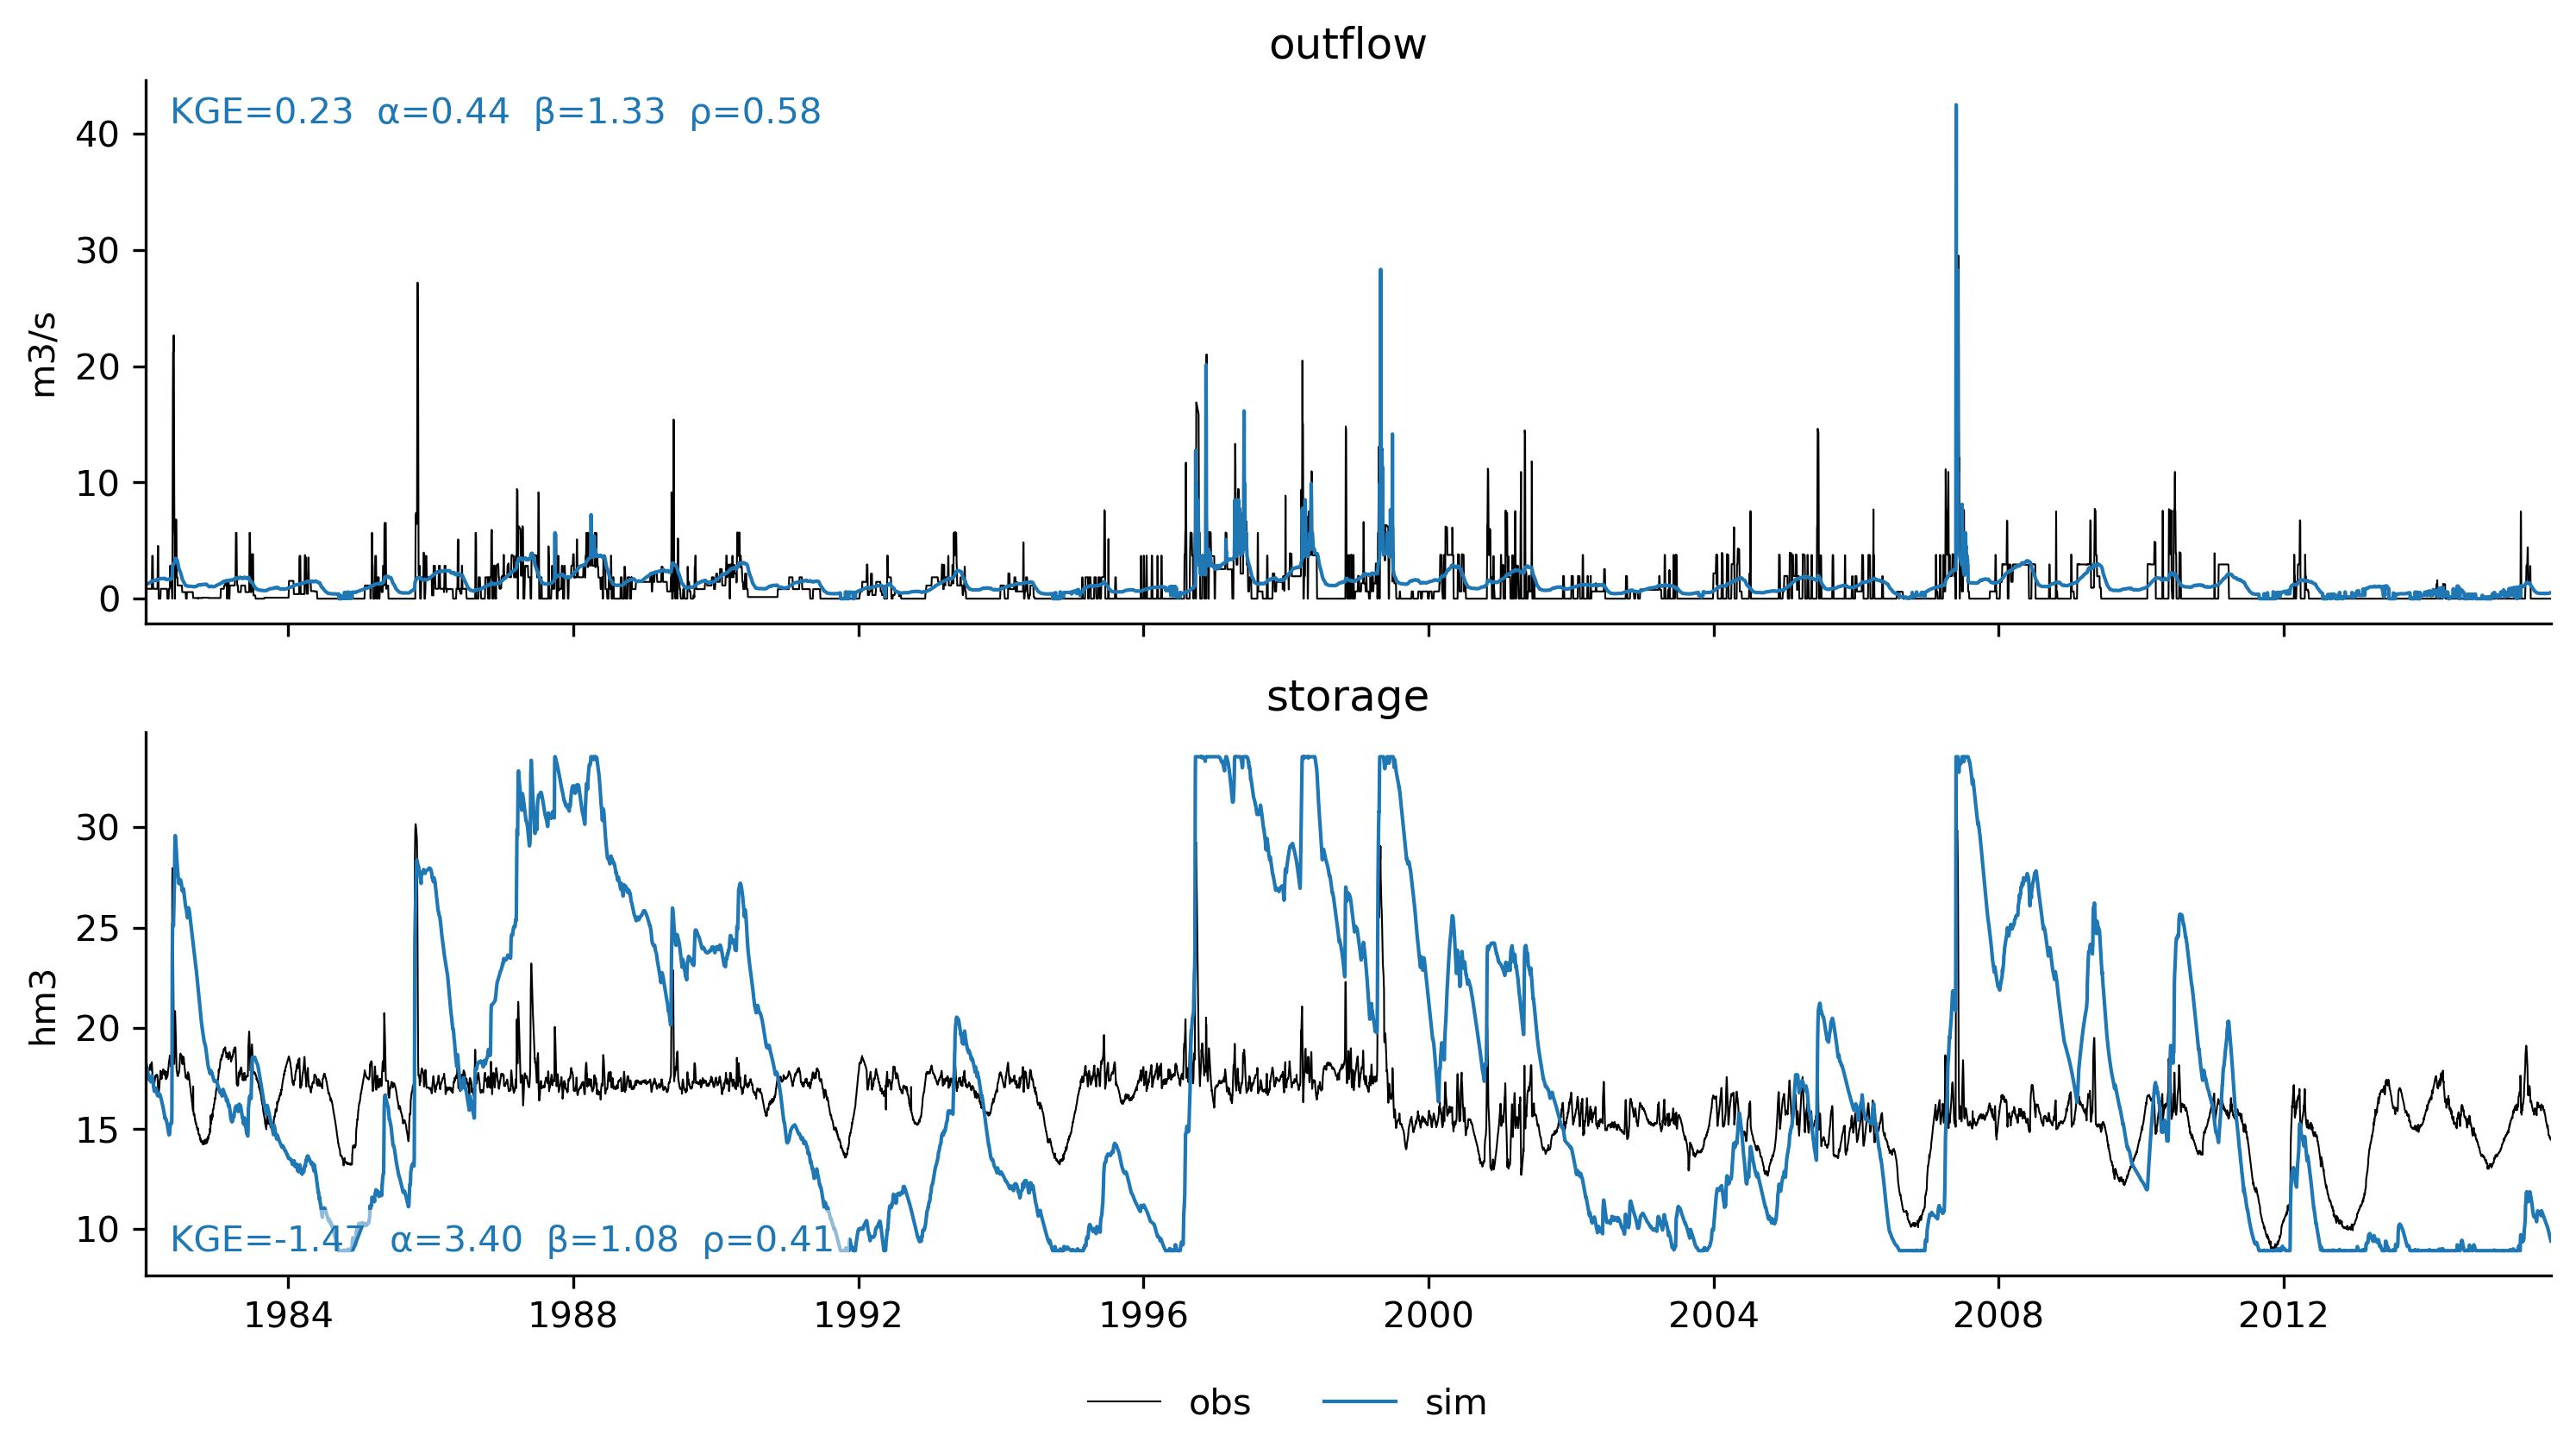 outflow
KGE=0.23 α=0.44 β=1.33 ρ=0.58
40
30
20
10
0
m3/s
storage
30
25
20
15
10
hm3
KGE=-1.47 α=3.40 β=1.08 ρ=0.41
1984 1988 1992 1996 2000 2004 2008 2012
obs sim